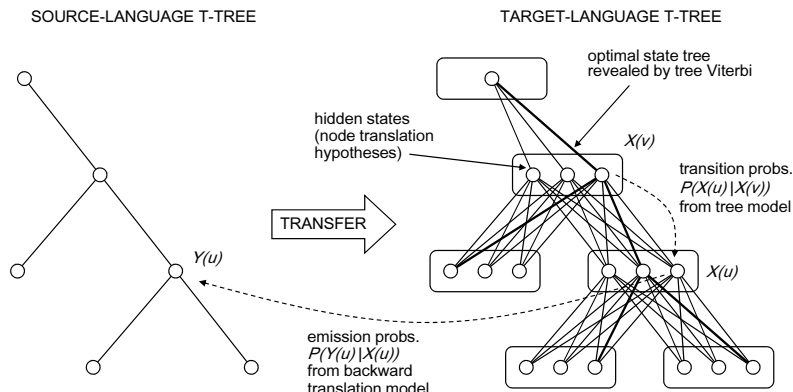 SOURCE-LANGUAGE T-TREE
TARGET-LANGUAGE T-TREE
optimal state tree
revealed by tree Viterbi
hidden states
(node translation
hypotheses)
X(v)
transition probs.
P(X(u)|X(v))
from tree model
TRANSFER
Y(u)
X(u)
emission probs.
P(Y(u)|X(u))
from backward
translation model